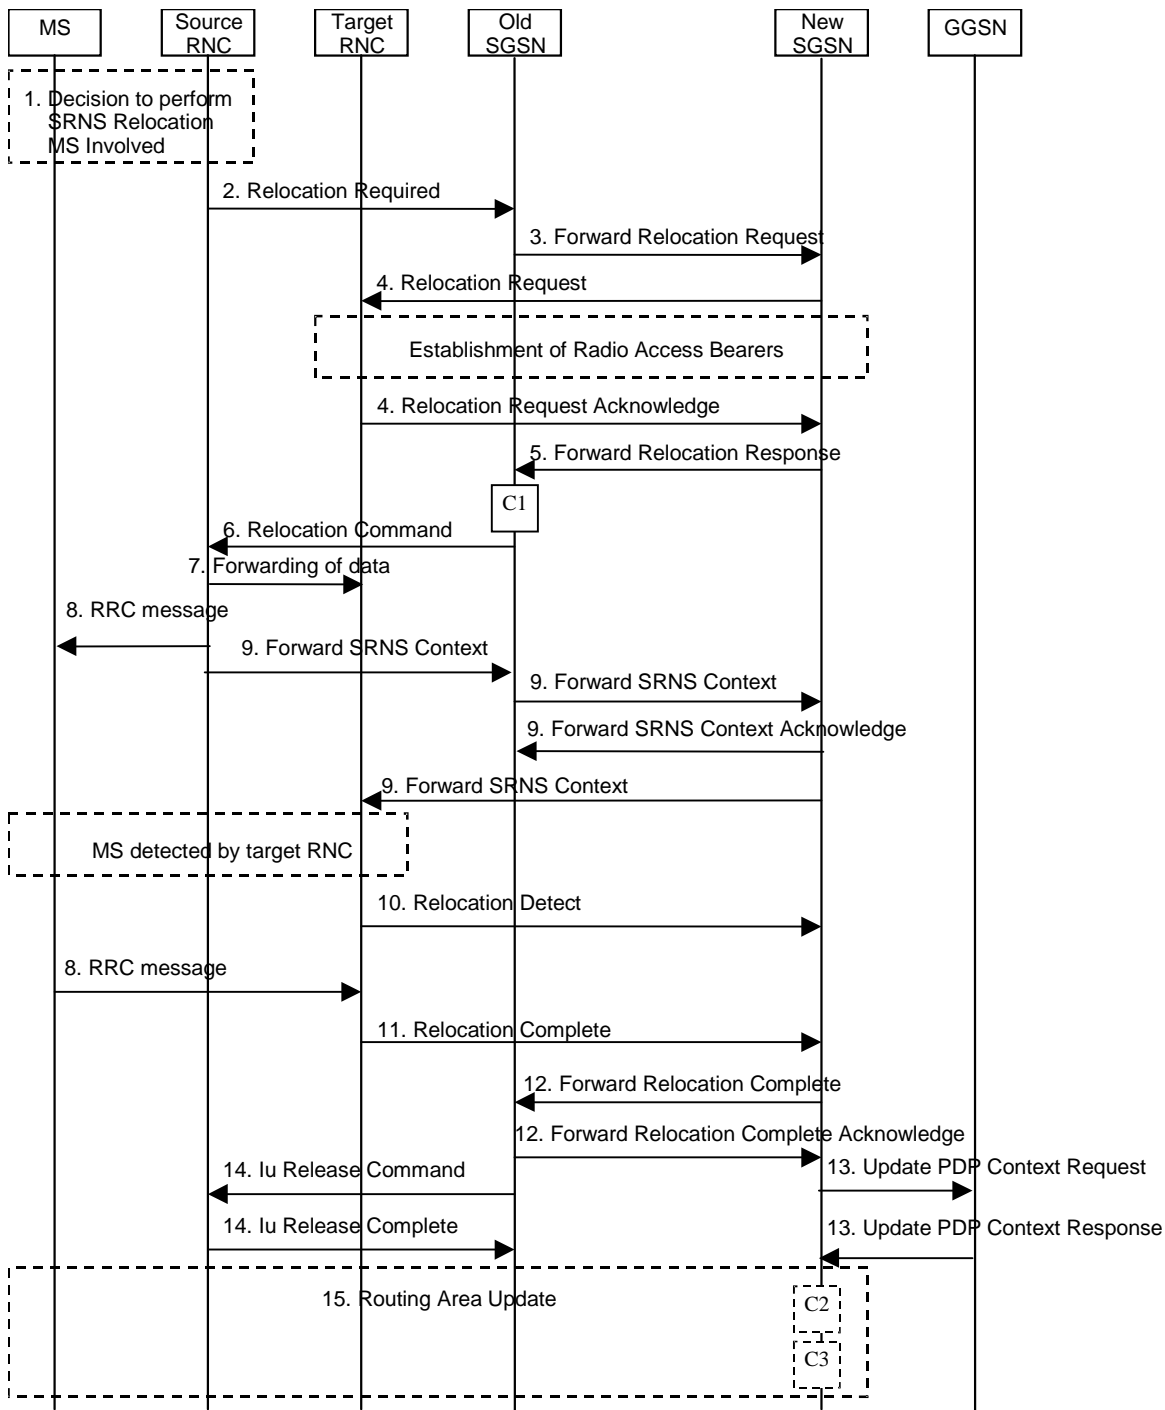 MS
Source
RNC
Target
RNC
Old
SGSN
New
SGSN
GGSN
1. Decision to perform
SRNS Relocation
MS Involved
2. Relocation Required
3. Forward Relocation Request
4. Relocation Request
Establishment of Radio Access Bearers
4. Relocation Request Acknowledge
5. Forward Relocation Response
C1
6. Relocation Command
7. Forwarding of data
8. RRC message
9. Forward SRNS Context
9. Forward SRNS Context
9. Forward SRNS Context Acknowledge
9. Forward SRNS Context
MS detected by target RNC
10. Relocation Detect
8. RRC message
11. Relocation Complete
12. Forward Relocation Complete
12. Forward Relocation Complete Acknowledge
13. Update PDP Context Request
14. Iu Release Command
14. Iu Release Complete
13. Update PDP Context Response
15. Routing Area Update
C2
C3